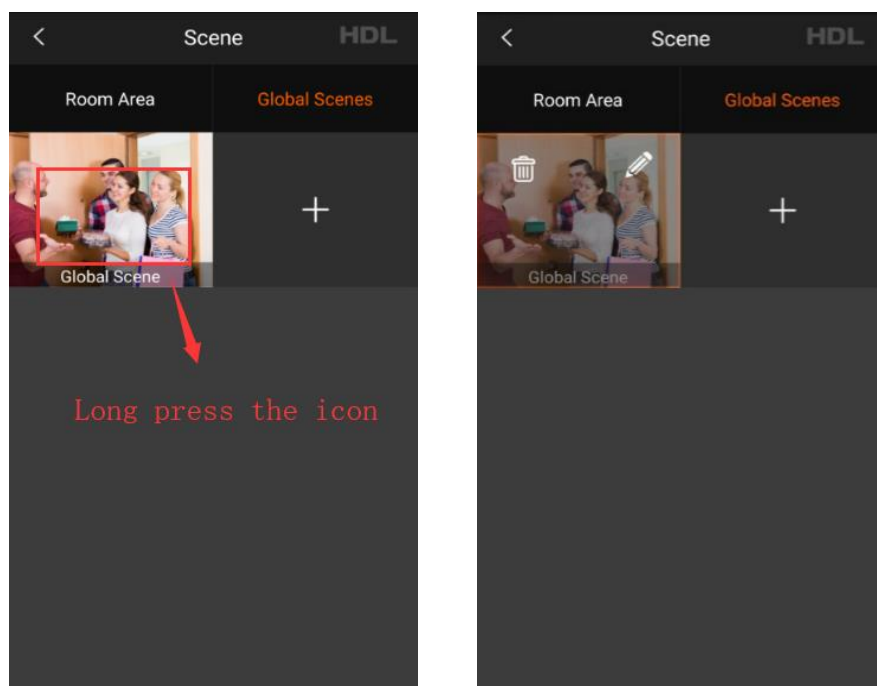 Scene HDL
Room Area Global Scenes
Global Scene
Long press the icon
Scene HDL
Room Area Global Scenes
Global Scene